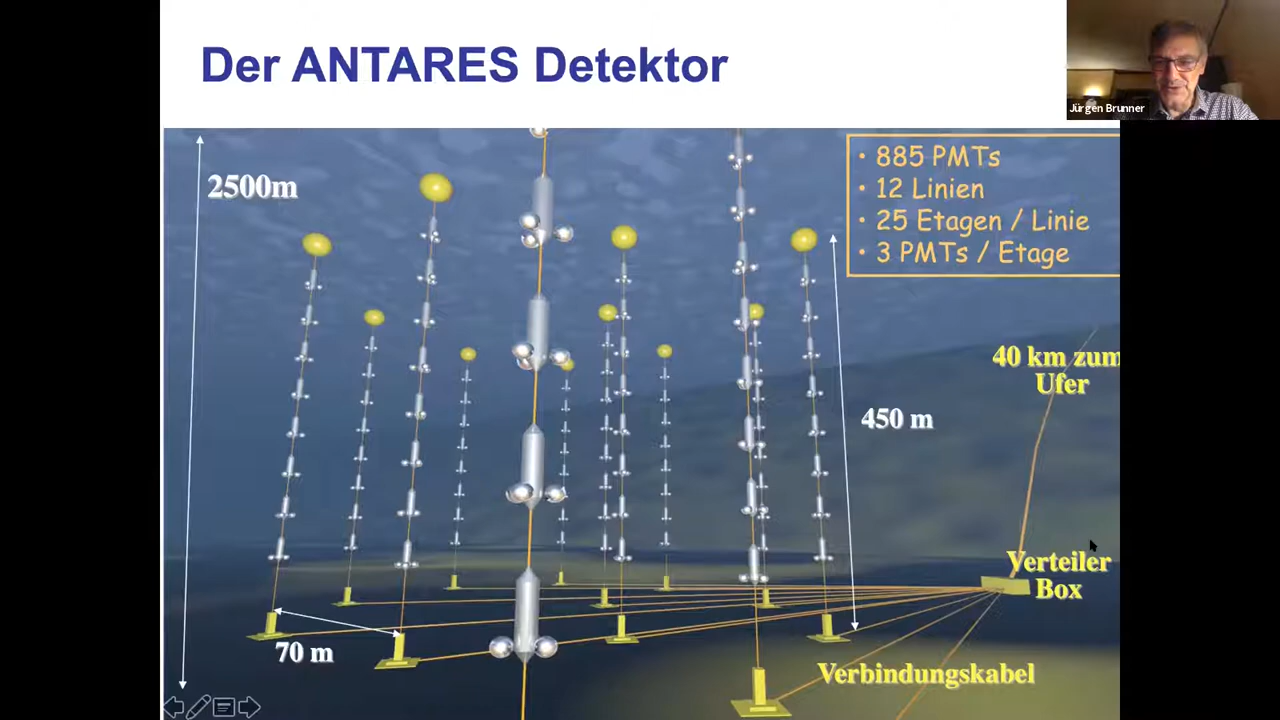 Der ANTARES Detektor
Jürgen Brunner
2500m
• 885 PMTs
• 12 Linien
• 25 Etagen / Linie
• 3 PMTs / Etage
40 km zum
Ufer
450 m
Verteiler
Box
70 m
Verbindungskabel